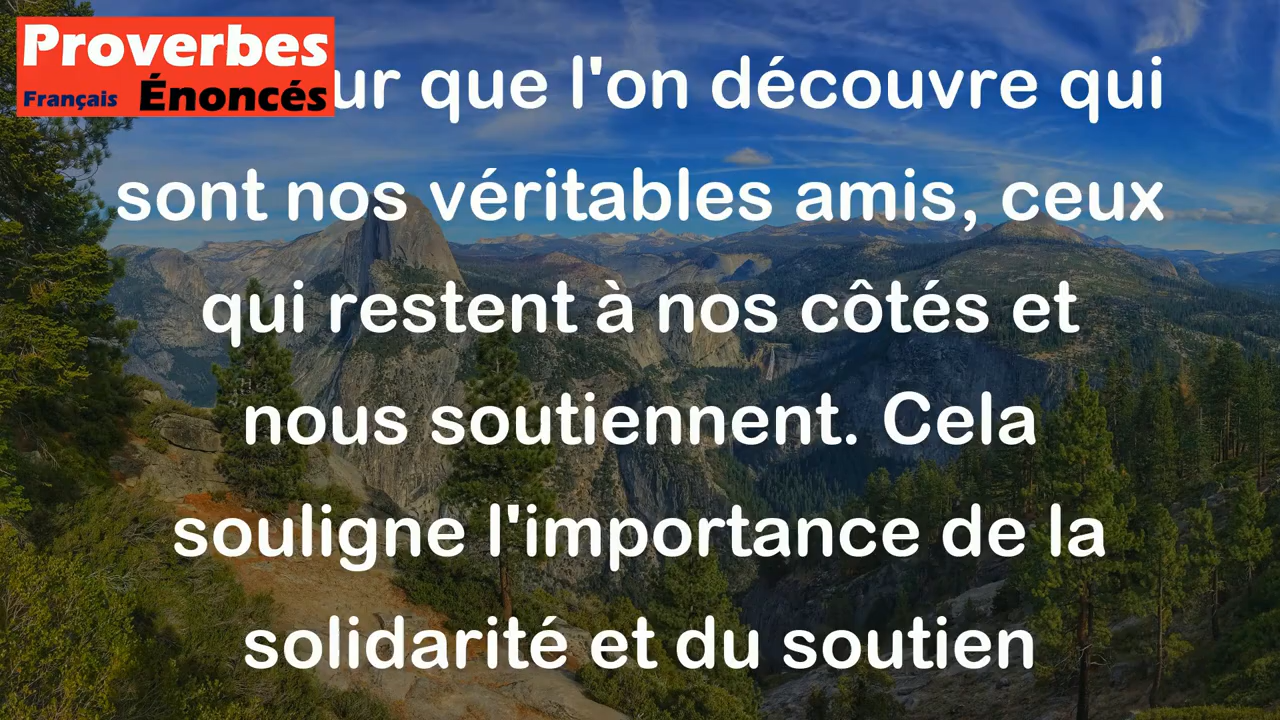 Proverbes
Français Énoncés
ur que l'on découvre qui
sont nos véritables amis, ceux
qui restent à nos côtés et
nous soutiennent. Cela
souligne l'importance de la
solidarité et du soutien